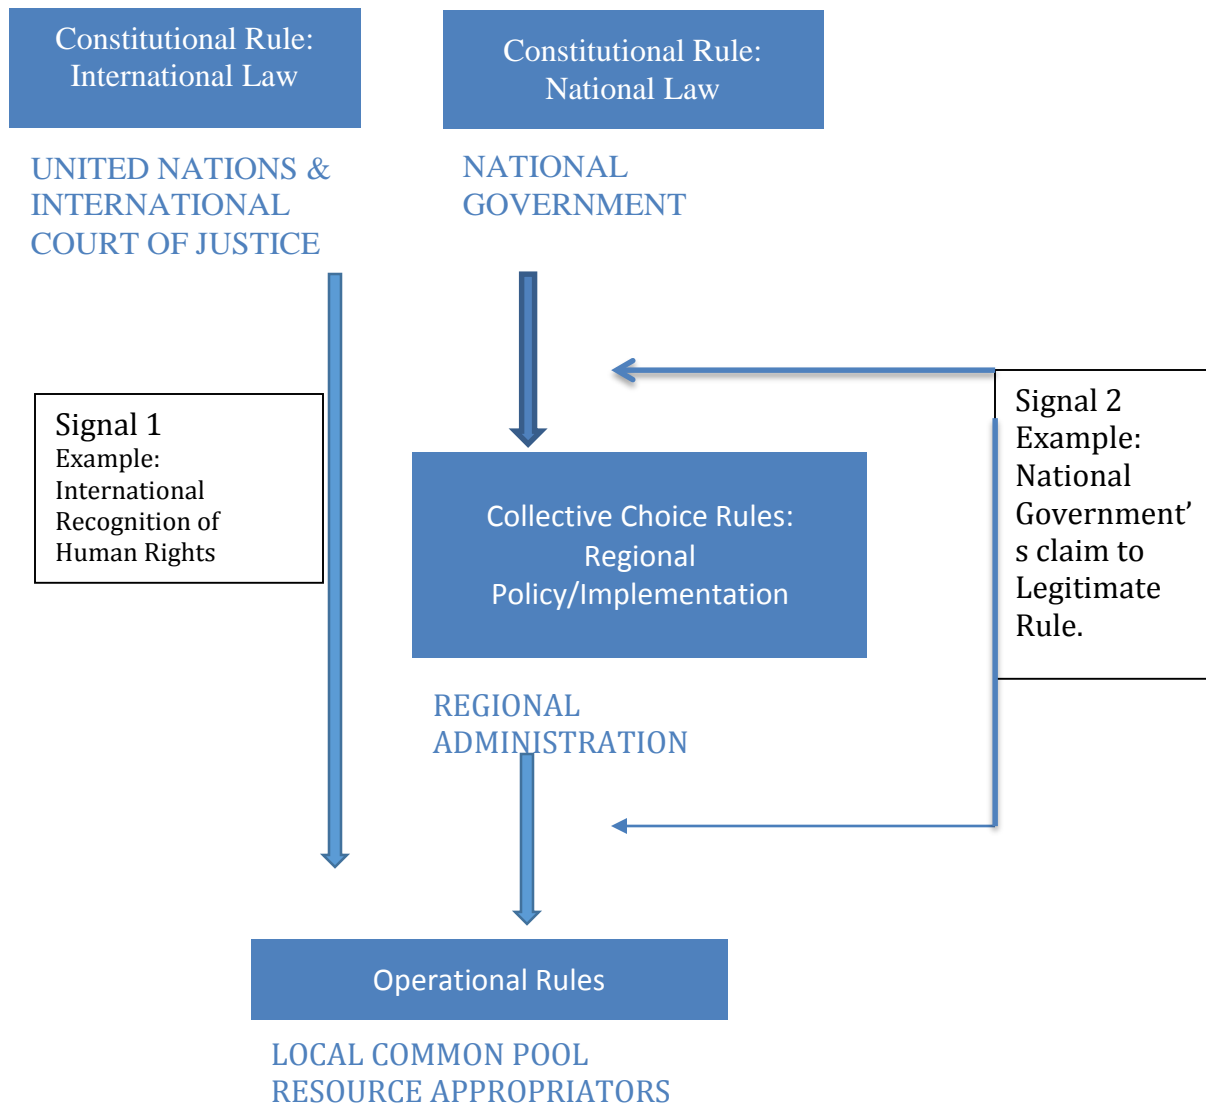 Constitutional Rule:
International Law
Constitutional Rule:
National Law
UNITED NATIONS &
INTERNATIONAL
COURT OF JUSTICE
NATIONAL
GOVERNMENT
Signal 1
Example:
International
Recognition of
Human Rights
Signal 2
Example:
National
Government’
s claim to
Legitimate
Rule.
Collective Choice Rules:
Regional
Policy/Implementation
REGIONAL
ADMINISTRATION
Operational Rules
LOCAL COMMON POOL
RESOURCE APPROPRIATORS